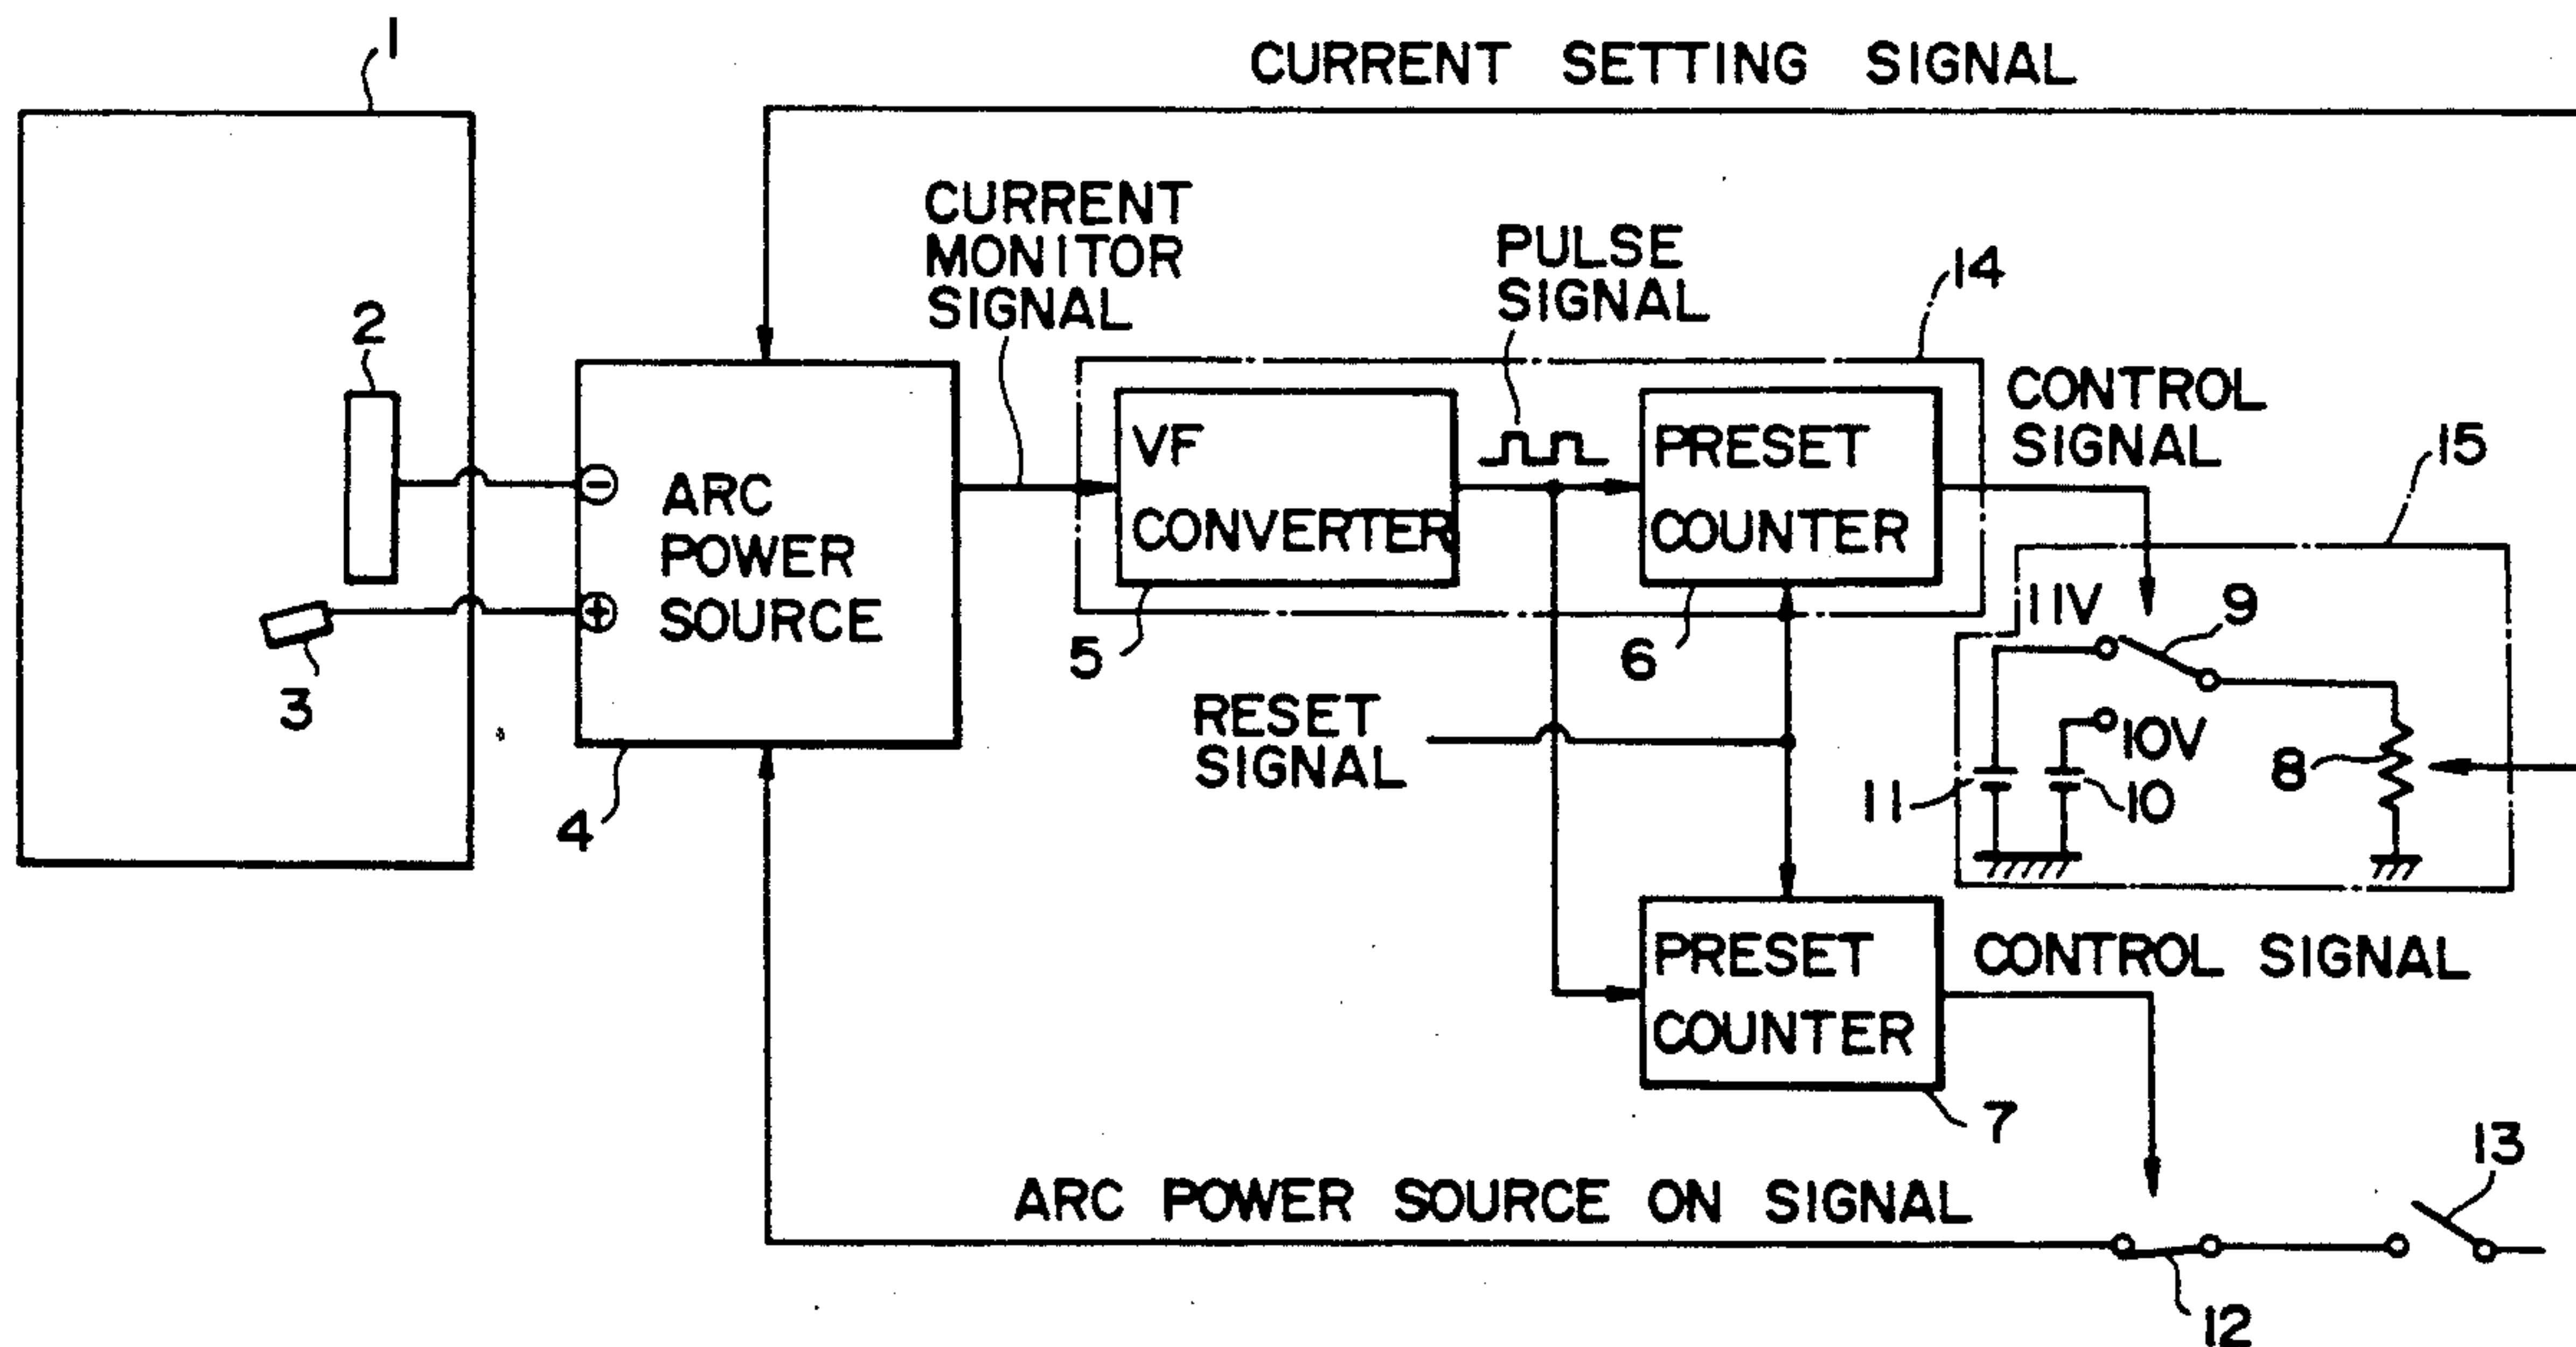 1
CURRENT SETTING SIGNAL
CURRENT
MONITOR
SIGNAL
PULSE
SIGNAL
14
2
CONTROL
SIGNAL
15
ARC
POWER
SOURCE
VF
CONVERTER
PRESET
COUNTER
3
4
5
6
11V
9
10V
8
11
10
RESET
SIGNAL
PRESET
COUNTER
CONTROL SIGNAL
7
13
ARC POWER SOURCE ON SIGNAL
12